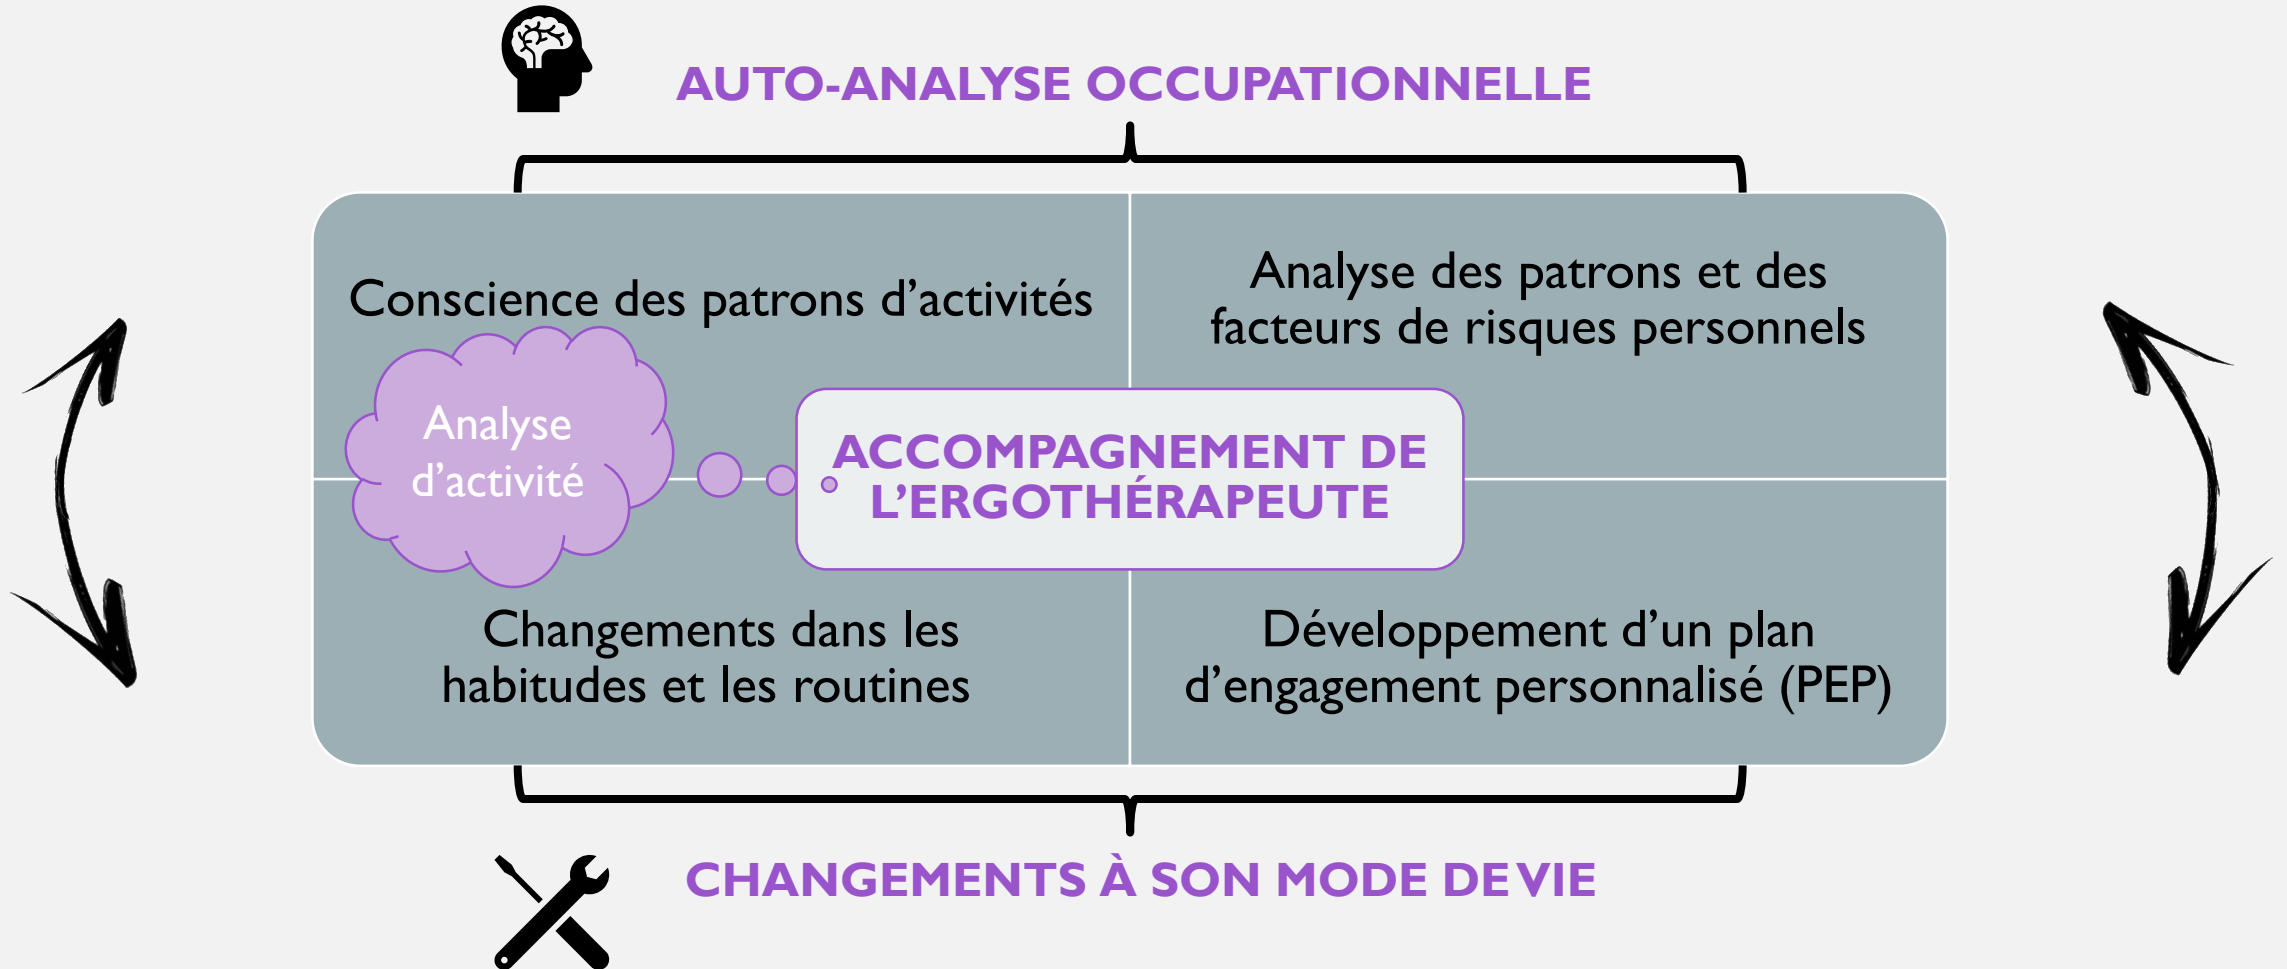 AUTO-ANALYSE OCCUPATIONNELLE
Conscience des patrons d’activités
Analyse des patrons et des
facteurs de risques personnels
Analyse
d’activité
ACCOMPAGNEMENT DE
L’ERGOTHÉRAPEUTE
Changements dans les
habitudes et les routines
Développement d’un plan
d’engagement personnalisé (PEP)
CHANGEMENTS À SON MODE DE VIE